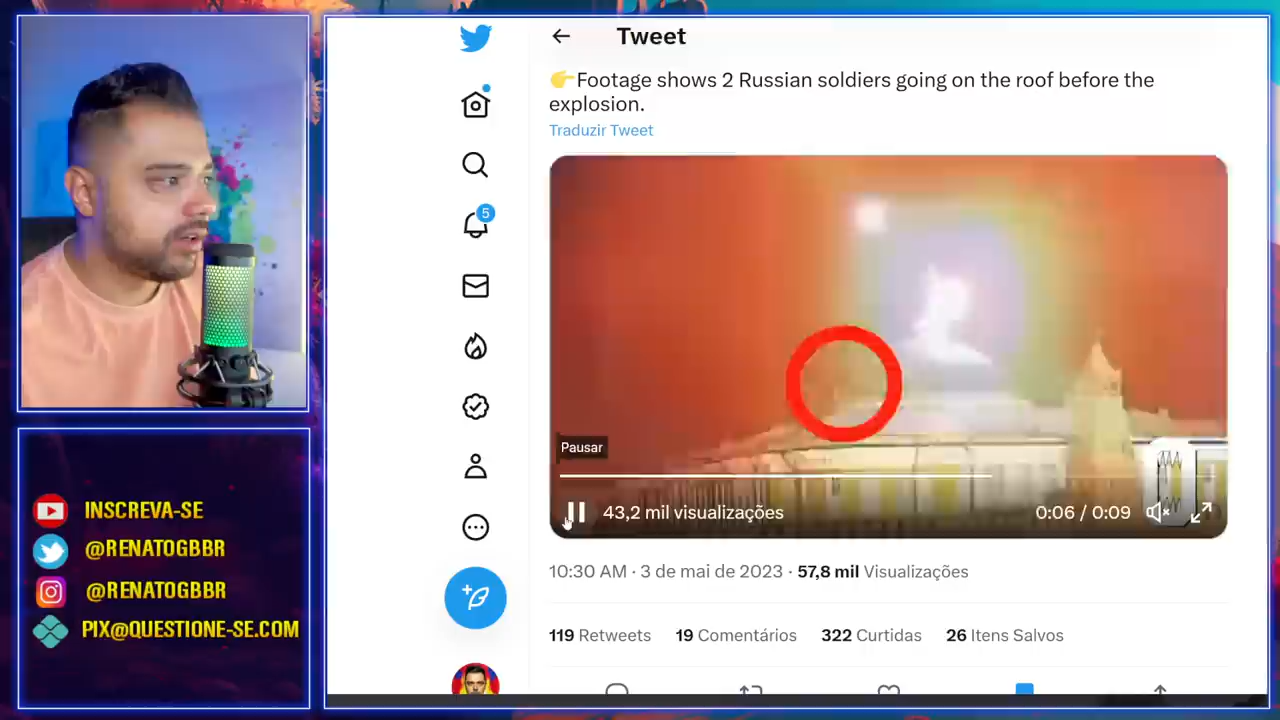 Tweet
👉Footage shows 2 Russian soldiers going on the roof before the
explosion.
Traduzir Tweet
5
Pausar
43,2 mil visualizações
0:06 / 0:09
10:30 AM · 3 de mai de 2023 · 57,8 mil Visualizações
119 Retweets 19 Comentários 322 Curtidas 26 Itens Salvos
INSCREVA-SE
@RENATOGBBR
@RENATOGBBR
PIX@QUESTIONE-SE.COM